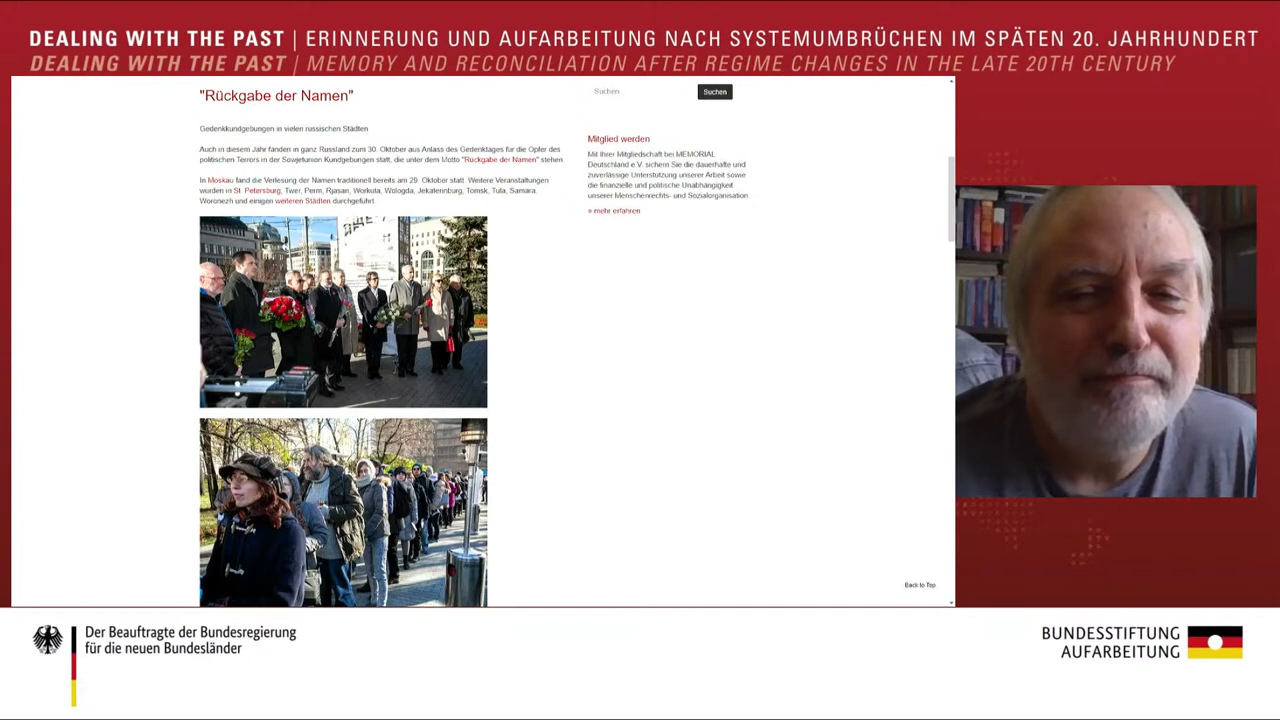 DEALING WITH THE PAST | ERINNERUNG UND AUFARBEITUNG NACH SYSTEMUMBRÜCHEN IM SPÄTEN 20. JAHRHUNDERT
DEALING WITH THE PAST | MEMORY AND RECONCILIATION AFTER REGIME CHANGES IN THE LATE 20TH CENTURY
"Rückgabe der Namen"
Gedenkkundgebungen in vielen russischen Städten
Auch in diesem Jahr fanden in ganz Russland zum 30. Oktober aus Anlass des Gedenktages für die Opfer des
politischen Terrors in der Sowjetunion Kundgebungen statt, die unter dem Motto "Rückgabe der Namen" stehen.
In Moskau fand die Verlesung der Namen traditionell bereits am 29. Oktober statt. Weitere Veranstaltungen
wurden in St. Petersburg, Twer, Perm, Rjasan, Workuta, Wologda, Jekaterinburg, Tomsk, Tula, Samara,
Woronezh und einigen weiteren Städten durchgeführt.
Suchen
Suchen
Mitglied werden
Mit Ihrer Mitgliedschaft bei MEMORIAL
Deutschland e.V. sichern Sie die dauerhafte und
zuverlässige Unterstützung unserer Arbeit sowie
die finanzielle und politische Unabhängigkeit
unserer Menschenrechts- und Sozialorganisation.
» mehr erfahren
Back to Top
Der Beauftragte der Bundesregierung
für die neuen Bundesländer
BUNDESSTIFTUNG
AUFARBEITUNG